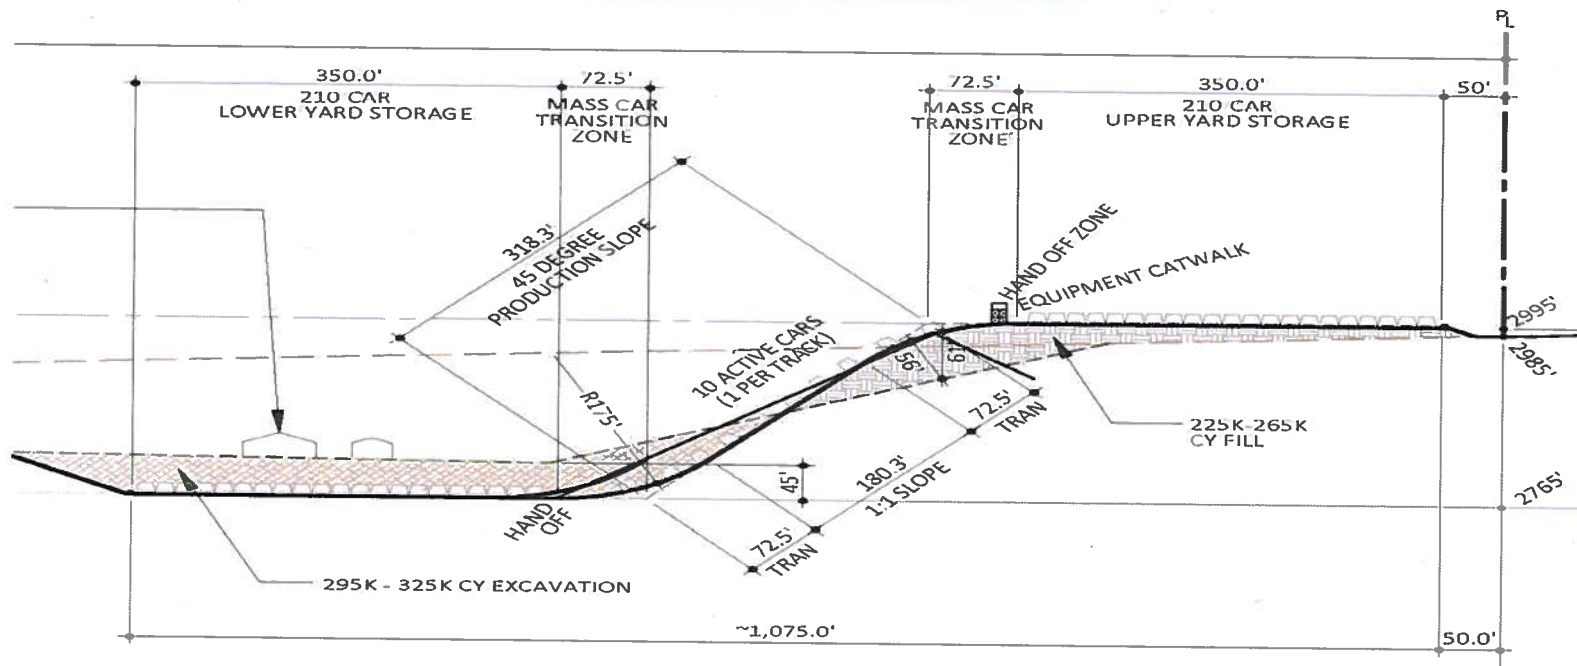 PL
350.0'
72.5'
72.5'
350.0'
50'
210 CAR
LOWER YARD STORAGE
MASS CAR
TRANSITION
ZONE
MASS CAR
TRANSITION
ZONE
210 CAR
UPPER YARD STORAGE
318.3'
45 DEGREE
PRODUCTION SLOPE
HAND OFF ZONE
EQUIPMENT CATWALK
2995'
2985'
10 ACTIVE CARS
(1 PER TRACK)
56'
61'
R175'
72.5'
TRAN
225K-265K
CY FILL
45'
180.3'
1:1 SLOPE
2765'
HAND
OFF
72.5'
TRAN
295K - 325K CY EXCAVATION
~1,075.0'
50.0'